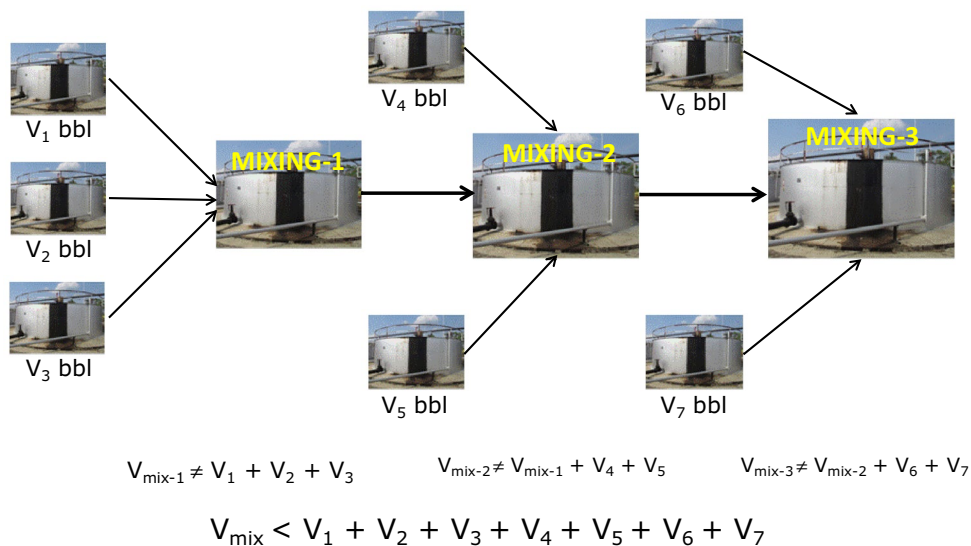 V₁ bbl
V₂ bbl
V₃ bbl
MIXING-1
V₄ bbl
MIXING-2
V₅ bbl
V₆ bbl
MIXING-3
V₇ bbl
Vmix-1 ≠ V₁ + V₂ + V₃
Vmix-2 ≠ Vmix-1 + V₄ + V₅
Vmix-3 ≠ Vmix-2 + V₆ + V₇
Vmix < V₁ + V₂ + V₃ + V₄ + V₅ + V₆ + V₇